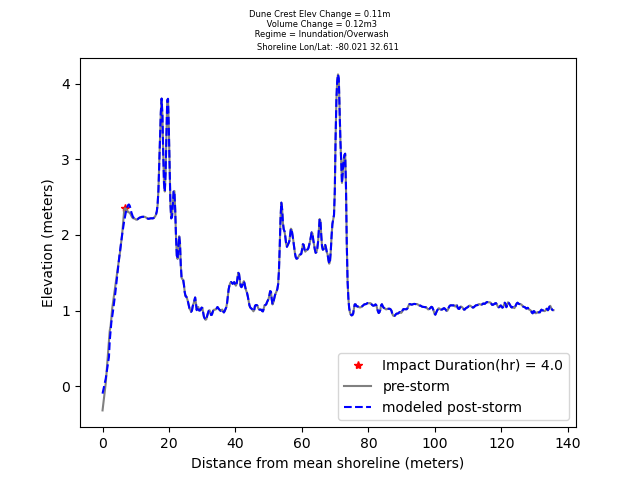 Dune Crest Elev Change = 0.11m
Volume Change = 0.12m3
Regime = Inundation/Overwash
Shoreline Lon/Lat: -80.021 32.611
4
3
2
1
0
Elevation (meters)
Impact Duration(hr) = 4.0
pre-storm
modeled post-storm
0 20 40 60 80 100 120 140
Distance from mean shoreline (meters)